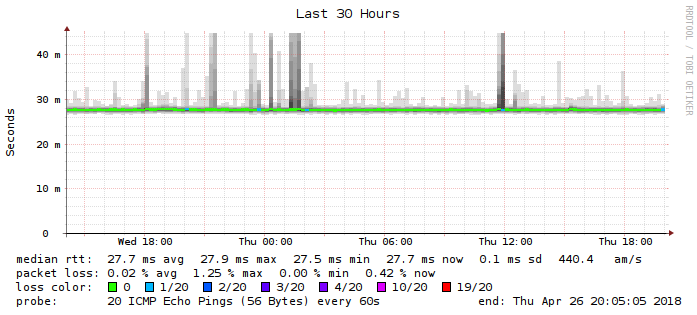 Last 30 Hours
RRDTOOL / TOBI OETIKER
Seconds
40 m
30 m
20 m
10 m
0
Wed 18:00 Thu 00:00 Thu 06:00 Thu 12:00 Thu 18:00
median rtt: 27.7 ms avg 27.9 ms max 27.5 ms min 27.7 ms now 0.1 ms sd 440.4 am/s
packet loss: 0.02 % avg 1.25 % max 0.00 % min 0.42 % now
loss color: 0 1/20 2/20 3/20 4/20 10/20 19/20
probe: 20 ICMP Echo Pings (56 Bytes) every 60s end: Thu Apr 26 20:05:05 2018